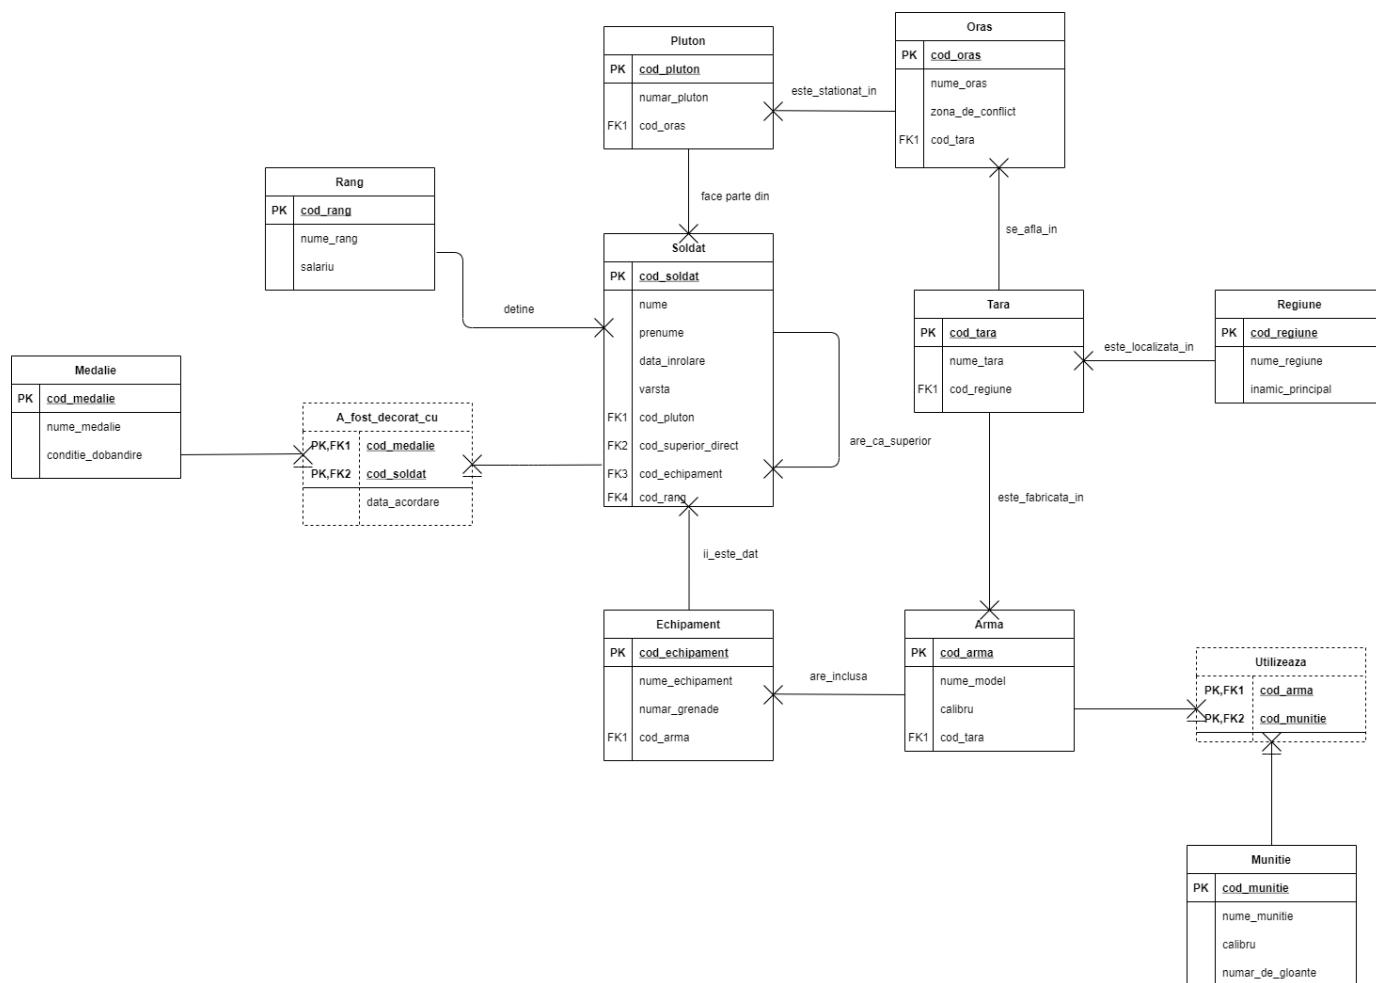 Pluton
PK cod_pluton
numar_pluton
FK1 cod_oras
Oras
PK cod_oras
nume_oras
zona_de_conflict
FK1 cod_tara
este_stationat_in
face parte din
se_afla_in
Rang
PK cod_rang
nume_rang
salariu
detine
Soldat
PK cod_soldat
nume
prenume
data_inrolare
varsta
FK1 cod_pluton
FK2 cod_superior_direct
FK3 cod_echipament
FK4 cod_rang
are_ca_superior
Tara
PK cod_tara
nume_tara
FK1 cod_regiune
este_localizata_in
Regiune
PK cod_regiune
nume_regiune
inamic_principal
Medalie
PK cod_medalie
nume_medalie
conditie_dobandire
A_fost_decorat_cu
PK,FK1 cod_medalie
PK,FK2 cod_soldat
data_acordare
este_fabricata_in
ii_este_dat
Echipament
PK cod_echipament
nume_echipament
numar_grenade
FK1 cod_arma
are_inclusa
Arma
PK cod_arma
nume_model
calibru
FK1 cod_tara
Utilizeaza
PK,FK1 cod_arma
PK,FK2 cod_munitie
Munitie
PK cod_munitie
nume_munitie
calibru
numar_de_gloante